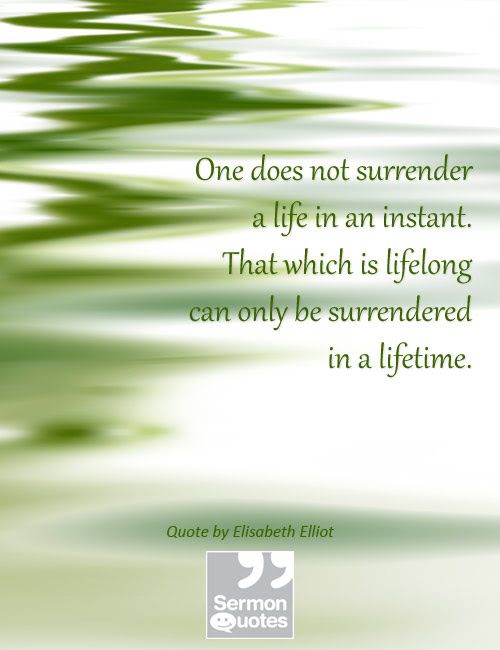 One does not surrender
a life in an instant.
That which is lifelong
can only be surrendered
in a lifetime.
Quote by Elisabeth Elliot
Sermon
Quotes